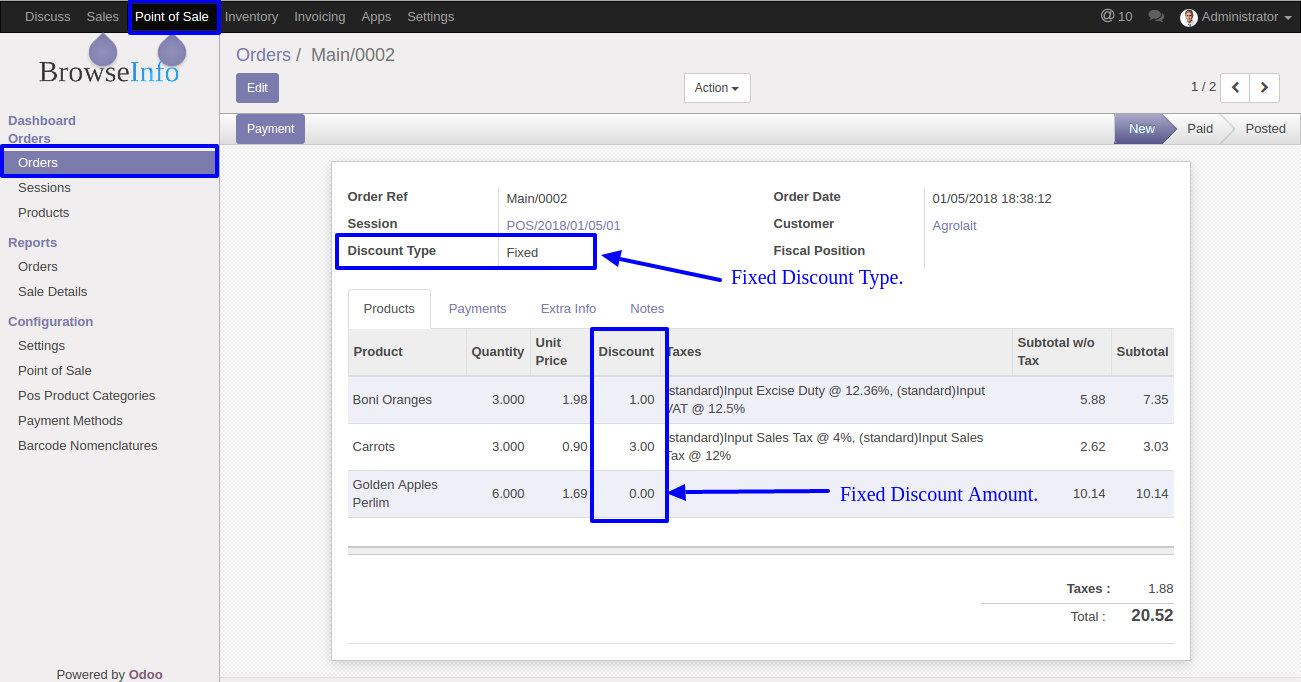 Discuss Sales Point of Sale Inventory Invoicing Apps Settings @ 10 Administrator
BrowseInfo
Orders / Main/0002
Edit Action 1 / 2
Payment New Paid Posted
Dashboard
Orders
Orders
Sessions
Products
Reports
Orders
Sale Details
Configuration
Settings
Point of Sale
Pos Product Categories
Payment Methods
Barcode Nomenclatures
Powered by Odoo
Order Ref Main/0002 Order Date 01/05/2018 18:38:12
Session POS/2018/01/05/01 Customer Agrolait
Discount Type Fixed Fiscal Position
Fixed Discount Type.
Products Payments Extra Info Notes
Product Quantity Unit Price Discount Taxes Subtotal w/o Tax Subtotal
Boni Oranges 3.000 1.98 1.00 standard)Input Excise Duty @ 12.36%, (standard)Input
VAT @ 12.5% 5.88 7.35
Carrots 3.000 0.90 3.00 standard)Input Sales Tax @ 4%, (standard)Input Sales
Tax @ 12% 2.62 3.03
Golden Apples
Perlim 6.000 1.69 0.00 10.14 10.14
Fixed Discount Amount.
Taxes : 1.88
Total : 20.52